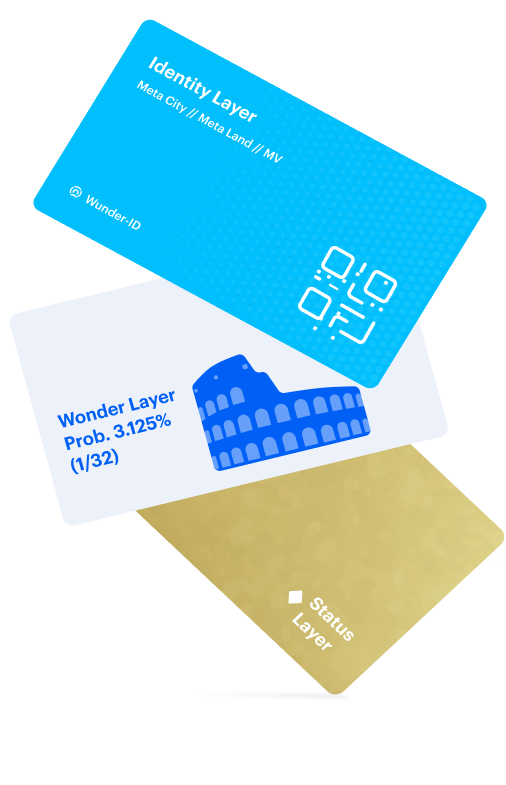 Identity Layer
Meta City // Meta Land // MV
Wunder-ID
Wonder Layer
Prob. 3.125%
(1/32)
Status
Layer